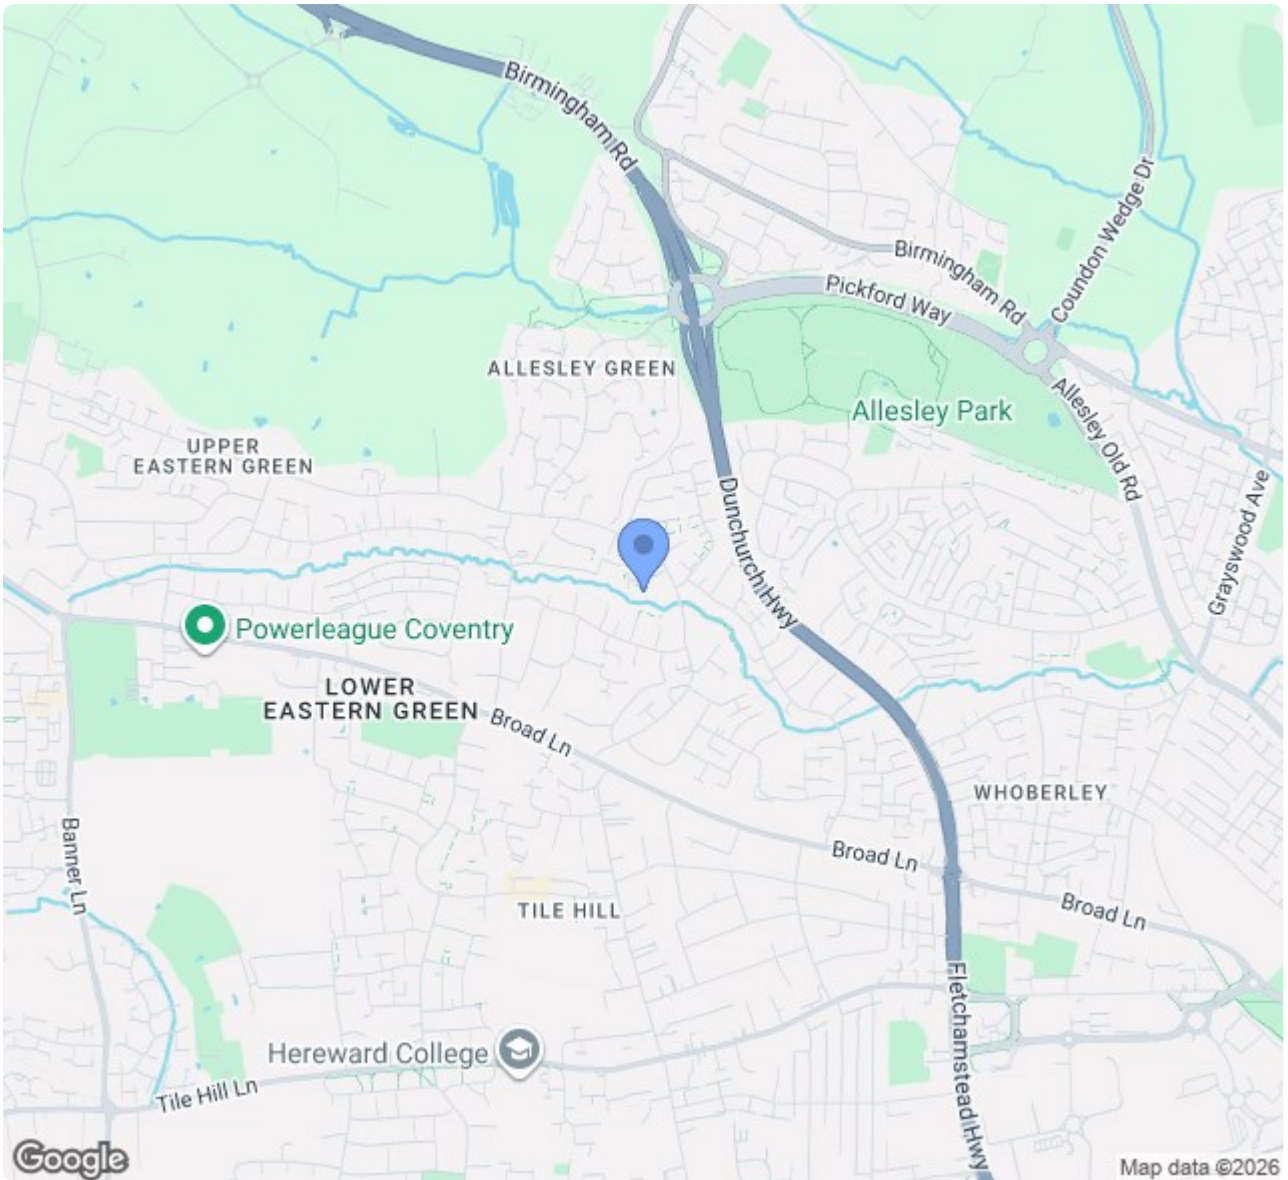 Birmingham Rd
Coundon Wedge Dr
Birmingham Rd
Pickford Way
ALLESLEY GREEN
Allesley Park
Allesley Old Rd
UPPER
EASTERN GREEN
Grayswood Ave
Dunchurch Hwy
Powerleague Coventry
LOWER
EASTERN GREEN
Broad Ln
WHOBERLEY
Banner Ln
Broad Ln
Broad Ln
TILE HILL
Fletchamstead Hwy
Hereward College
Tile Hill Ln
Google
Map data ©2026